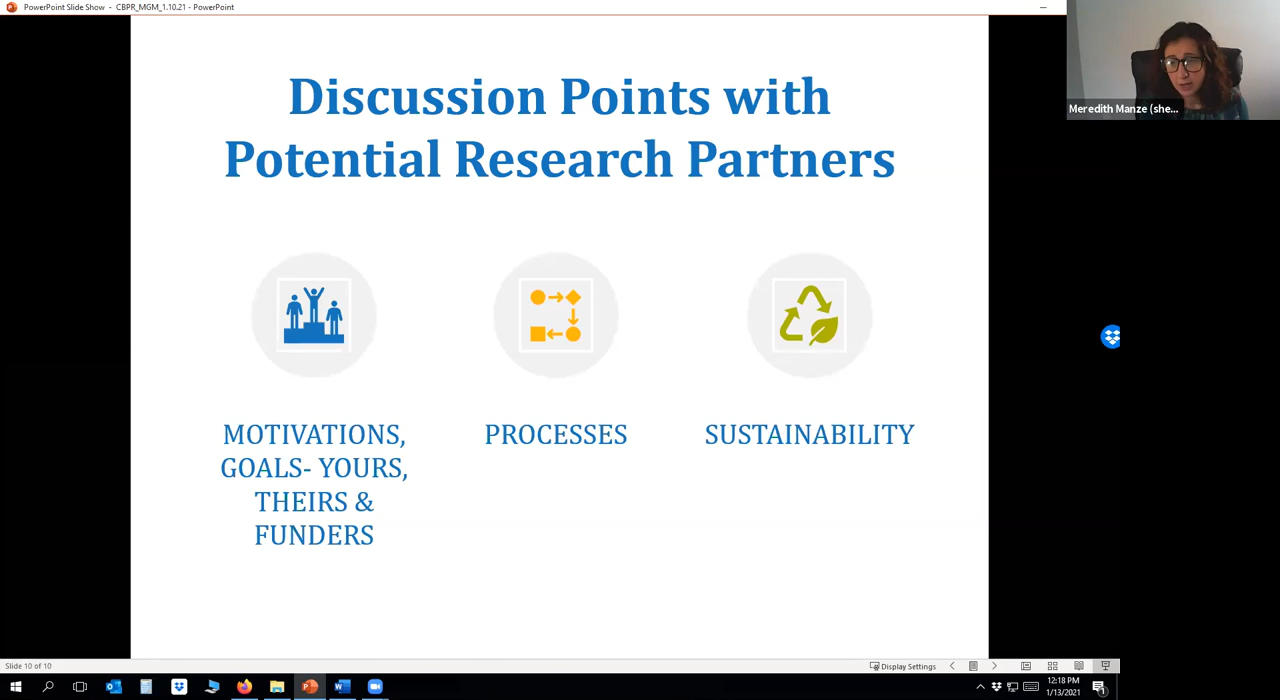 PowerPoint Slide Show - CBPR_MGM_1.10.21 - PowerPoint
Meredith Manze (she...
Discussion Points with
Potential Research Partners
MOTIVATIONS,
GOALS- YOURS,
THEIRS &
FUNDERS
PROCESSES
SUSTAINABILITY
Slide 10 of 10
Display Settings
12:18 PM
1/13/2021
1